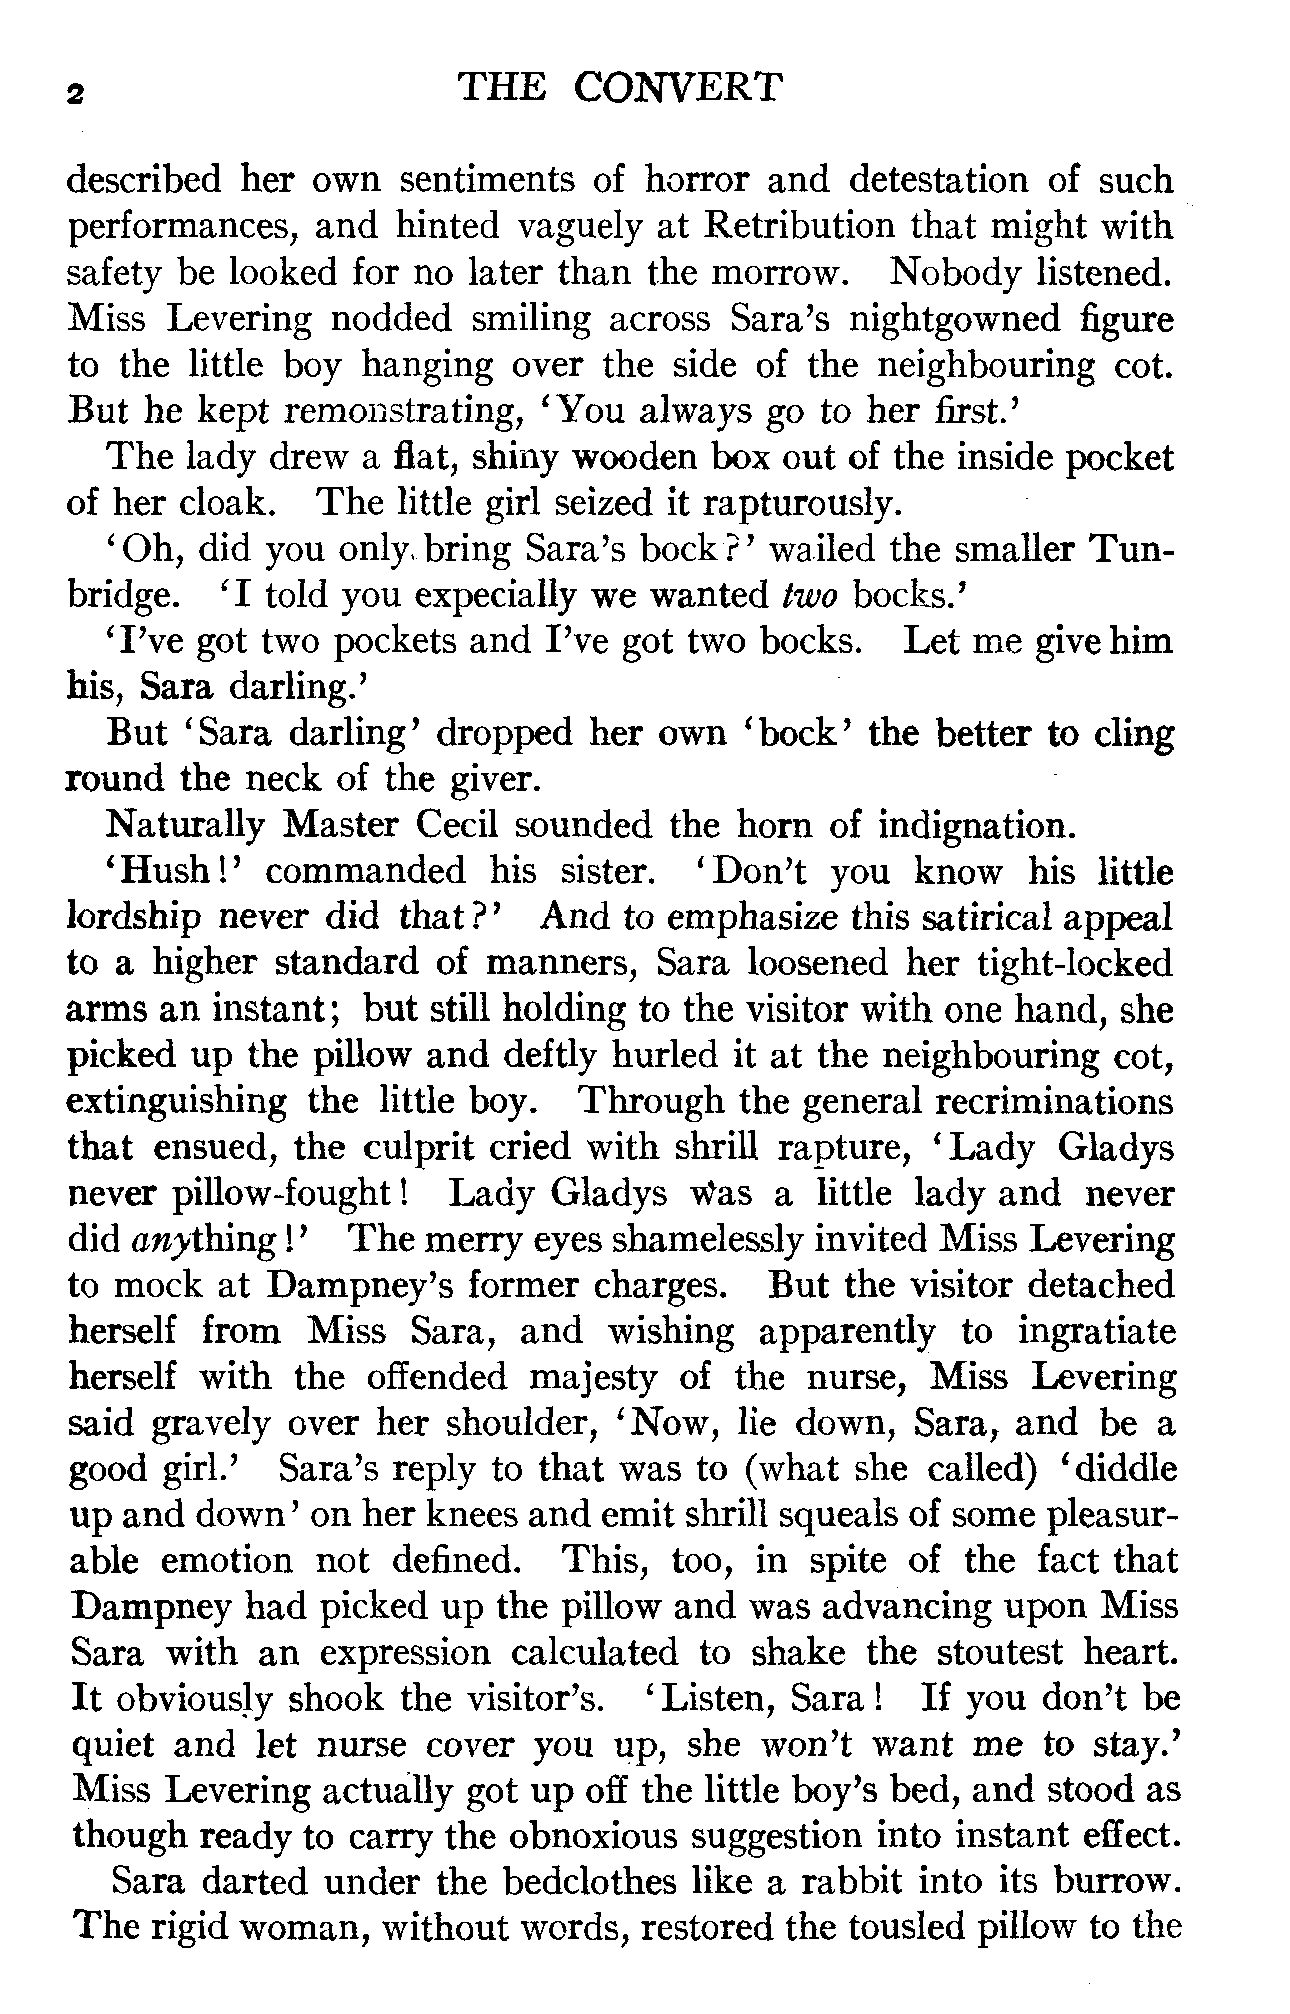 2 THE CONVERT
described her own sentiments of horror and detestation of such
performances, and hinted vaguely at Retribution that might with
safety be looked for no later than the morrow. Nobody listened.
Miss Levering nodded smiling across Sara's nightgowned figure
to the little boy hanging over the side of the neighbouring cot.
But he kept remonstrating, ‘You always go to her first.’
The lady drew a flat, shiny wooden box out of the inside pocket
of her cloak. The little girl seized it rapturously.
‘Oh, did you only bring Sara's bock?’ wailed the smaller Tun-
bridge. ‘I told you expecially we wanted two bocks.’
‘I've got two pockets and I've got two bocks. Let me give him
his, Sara darling.’
But ‘Sara darling’ dropped her own ‘bock’ the better to cling
round the neck of the giver.
Naturally Master Cecil sounded the horn of indignation.
‘Hush!’ commanded his sister. ‘Don't you know his little
lordship never did that?’ And to emphasize this satirical appeal
to a higher standard of manners, Sara loosened her tight-locked
arms an instant; but still holding to the visitor with one hand, she
picked up the pillow and deftly hurled it at the neighbouring cot,
extinguishing the little boy. Through the general recriminations
that ensued, the culprit cried with shrill rapture, ‘Lady Gladys
never pillow-fought! Lady Gladys was a little lady and never
did anything!’ The merry eyes shamelessly invited Miss Levering
to mock at Dampney's former charges. But the visitor detached
herself from Miss Sara, and wishing apparently to ingratiate
herself with the offended majesty of the nurse, Miss Levering
said gravely over her shoulder, ‘Now, lie down, Sara, and be a
good girl.’ Sara's reply to that was to (what she called) ‘diddle
up and down’ on her knees and emit shrill squeals of some pleasur-
able emotion not defined. This, too, in spite of the fact that
Dampney had picked up the pillow and was advancing upon Miss
Sara with an expression calculated to shake the stoutest heart.
It obviously shook the visitor's. ‘Listen, Sara! If you don't be
quiet and let nurse cover you up, she won't want me to stay.’
Miss Levering actually got up off the little boy's bed, and stood as
though ready to carry the obnoxious suggestion into instant effect.
Sara darted under the bedclothes like a rabbit into its burrow.
The rigid woman, without words, restored the tousled pillow to the